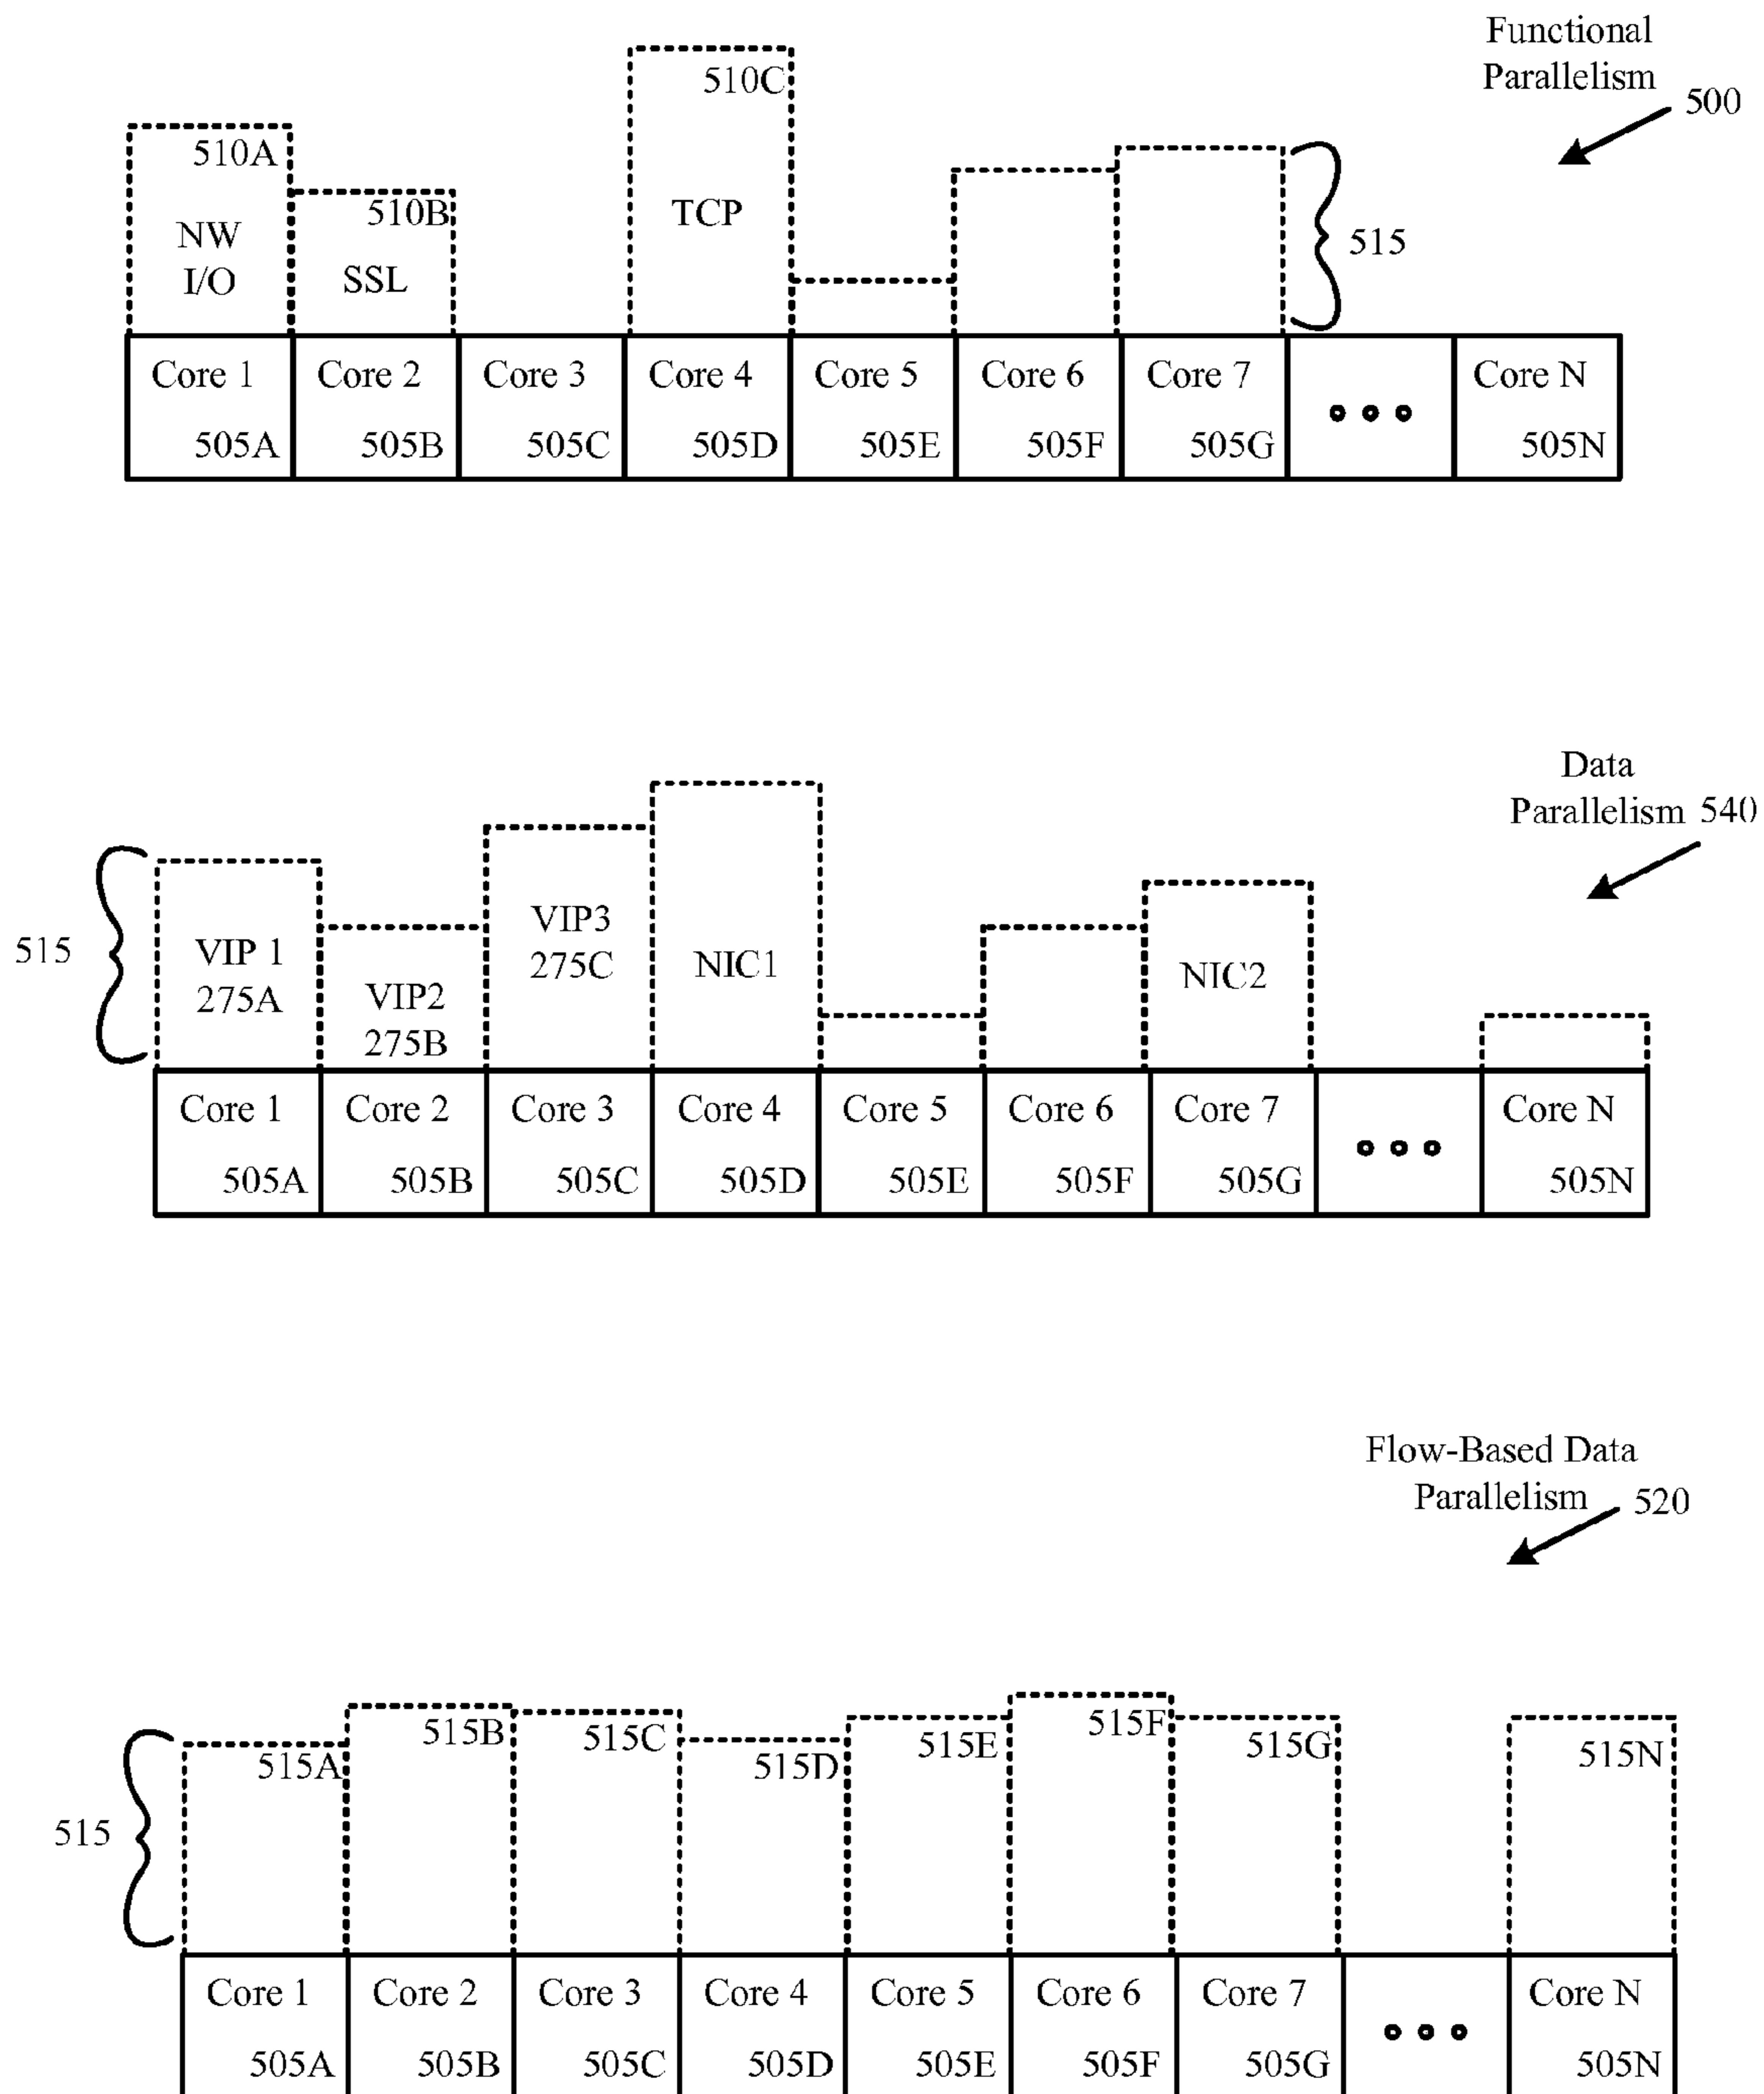 Functional
Parallelism
500
510A
NW
I/O
510B
SSL
510C
TCP
515
Core 1 Core 2 Core 3 Core 4 Core 5 Core 6 Core 7 Core N
505A 505B 505C 505D 505E 505F 505G 505N
Data
Parallelism 540
515
VIP 1
275A
VIP2
275B
VIP3
275C
NIC1
NIC2
Core 1 Core 2 Core 3 Core 4 Core 5 Core 6 Core 7 Core N
505A 505B 505C 505D 505E 505F 505G 505N
Flow-Based Data
Parallelism 520
515
515A 515B 515C 515D 515E 515F 515G 515N
Core 1 Core 2 Core 3 Core 4 Core 5 Core 6 Core 7 Core N
505A 505B 505C 505D 505E 505F 505G 505N